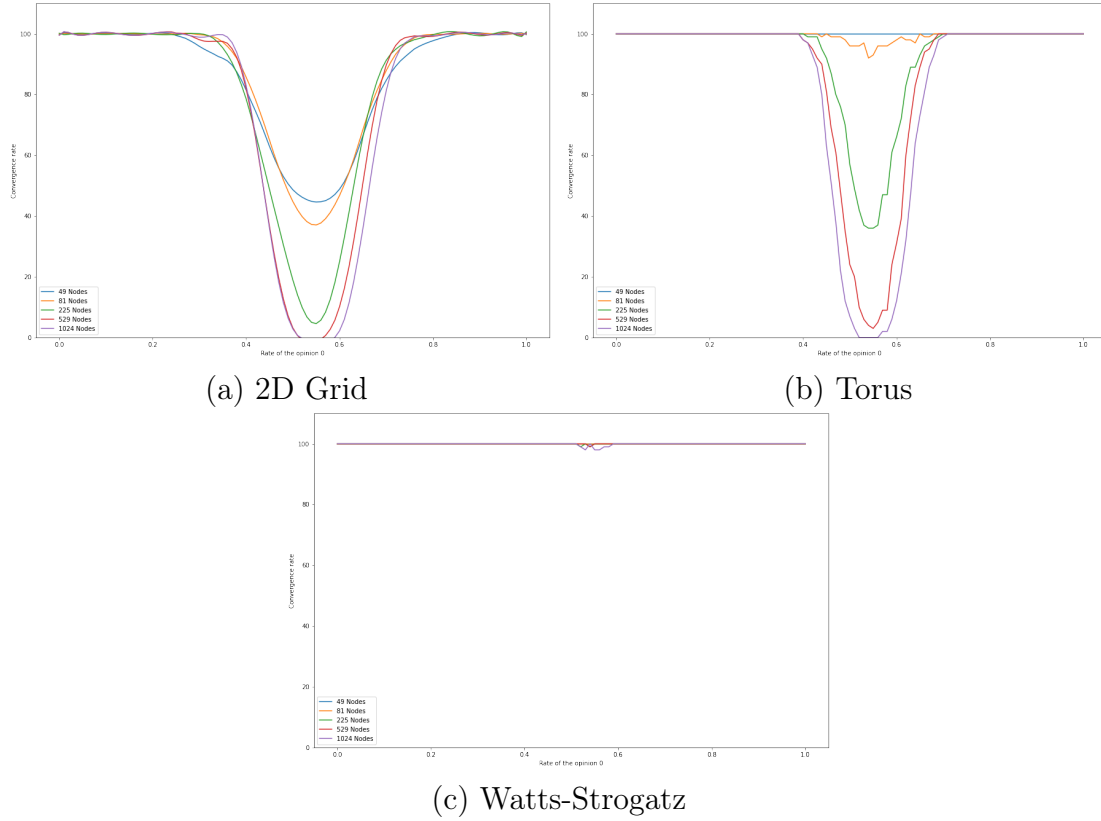 100
80
60
40
20
0
Convergence rate
49 Nodes
81 Nodes
225 Nodes
529 Nodes
1024 Nodes
0.0 0.2 0.4 0.6 0.8 1.0
Rate of the opinion 0
(a) 2D Grid
100
80
60
40
20
0
Convergence rate
49 Nodes
81 Nodes
225 Nodes
529 Nodes
1024 Nodes
0.0 0.2 0.4 0.6 0.8 1.0
Rate of the opinion 0
(b) Torus
100
80
60
40
20
0
Convergence rate
49 Nodes
81 Nodes
225 Nodes
529 Nodes
1024 Nodes
0.0 0.2 0.4 0.6 0.8 1.0
Rate of the opinion 0
(c) Watts-Strogatz